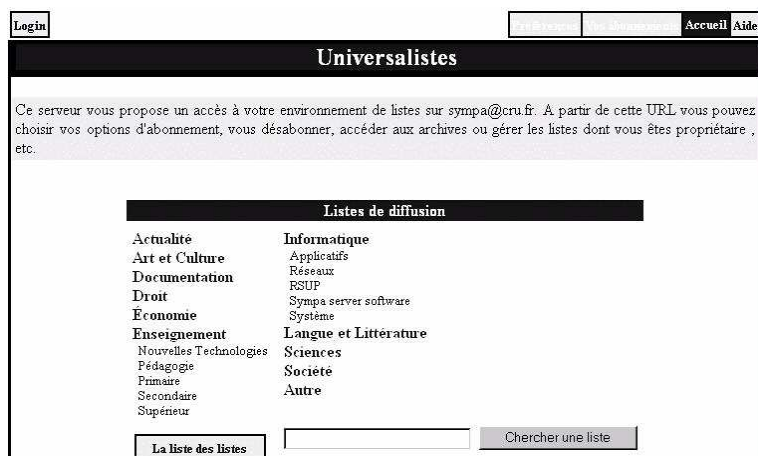 Login
Préférences Vos abonnements Accueil Aide
Universalistes
Ce serveur vous propose un accès à votre environnement de listes sur sympa@cru.fr. A partir de cette URL vous pouvez
choisir vos options d'abonnement, vous désabonner, accéder aux archives ou gérer les listes dont vous êtes propriétaire ,
etc.
Listes de diffusion
Actualité
Art et Culture
Documentation
Droit
Économie
Enseignement
Nouvelles Technologies
Pédagogie
Primaire
Secondaire
Supérieur
Informatique
Applicatifs
Réseaux
RSUP
Sympa server software
Système
Langue et Littérature
Sciences
Société
Autre
La liste des listes
Chercher une liste